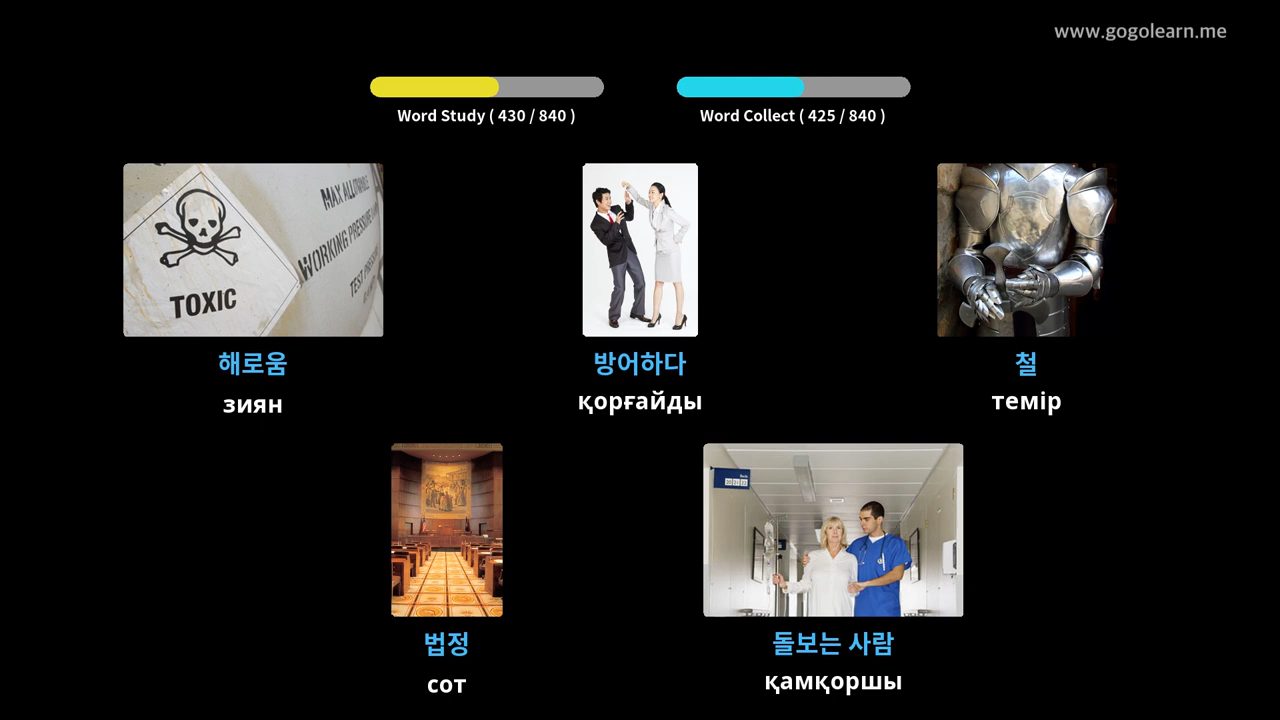 www.gogolearn.me
Word Study ( 430 / 840 )
Word Collect ( 425 / 840 )
MAX ALLOWABLE
WORKING PRESSURE
TEST
TOXIC
해로움
방어하다
철
зиян
қорғайды
темір
법정
돌보는 사람
сот
қамқоршы